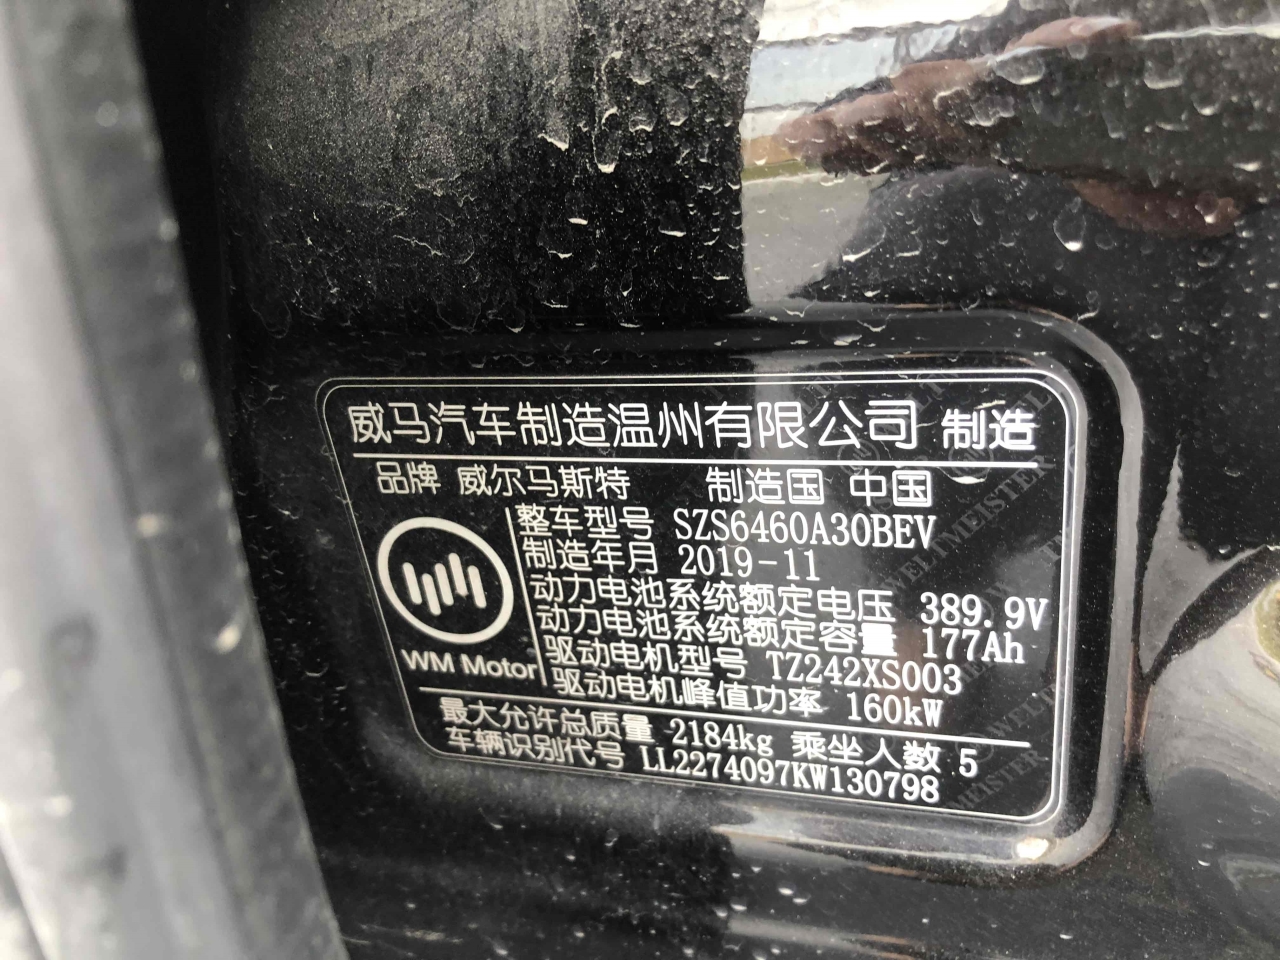 威马汽车制造温州有限公司 制造
品牌 威尔马斯特 制造国 中国
整车型号 SZS6460A30BEV
制造年月 2019-11
动力电池系统额定电压 389.9V
动力电池系统额定容量 177Ah
驱动电机型号 TZ242XS003
驱动电机峰值功率 160kW
WM Motor
最大允许总质量 2184kg 乘坐人数 5
车辆识别代号 LL2274097KW130798
WELTMEISTER
WELTMEISTER